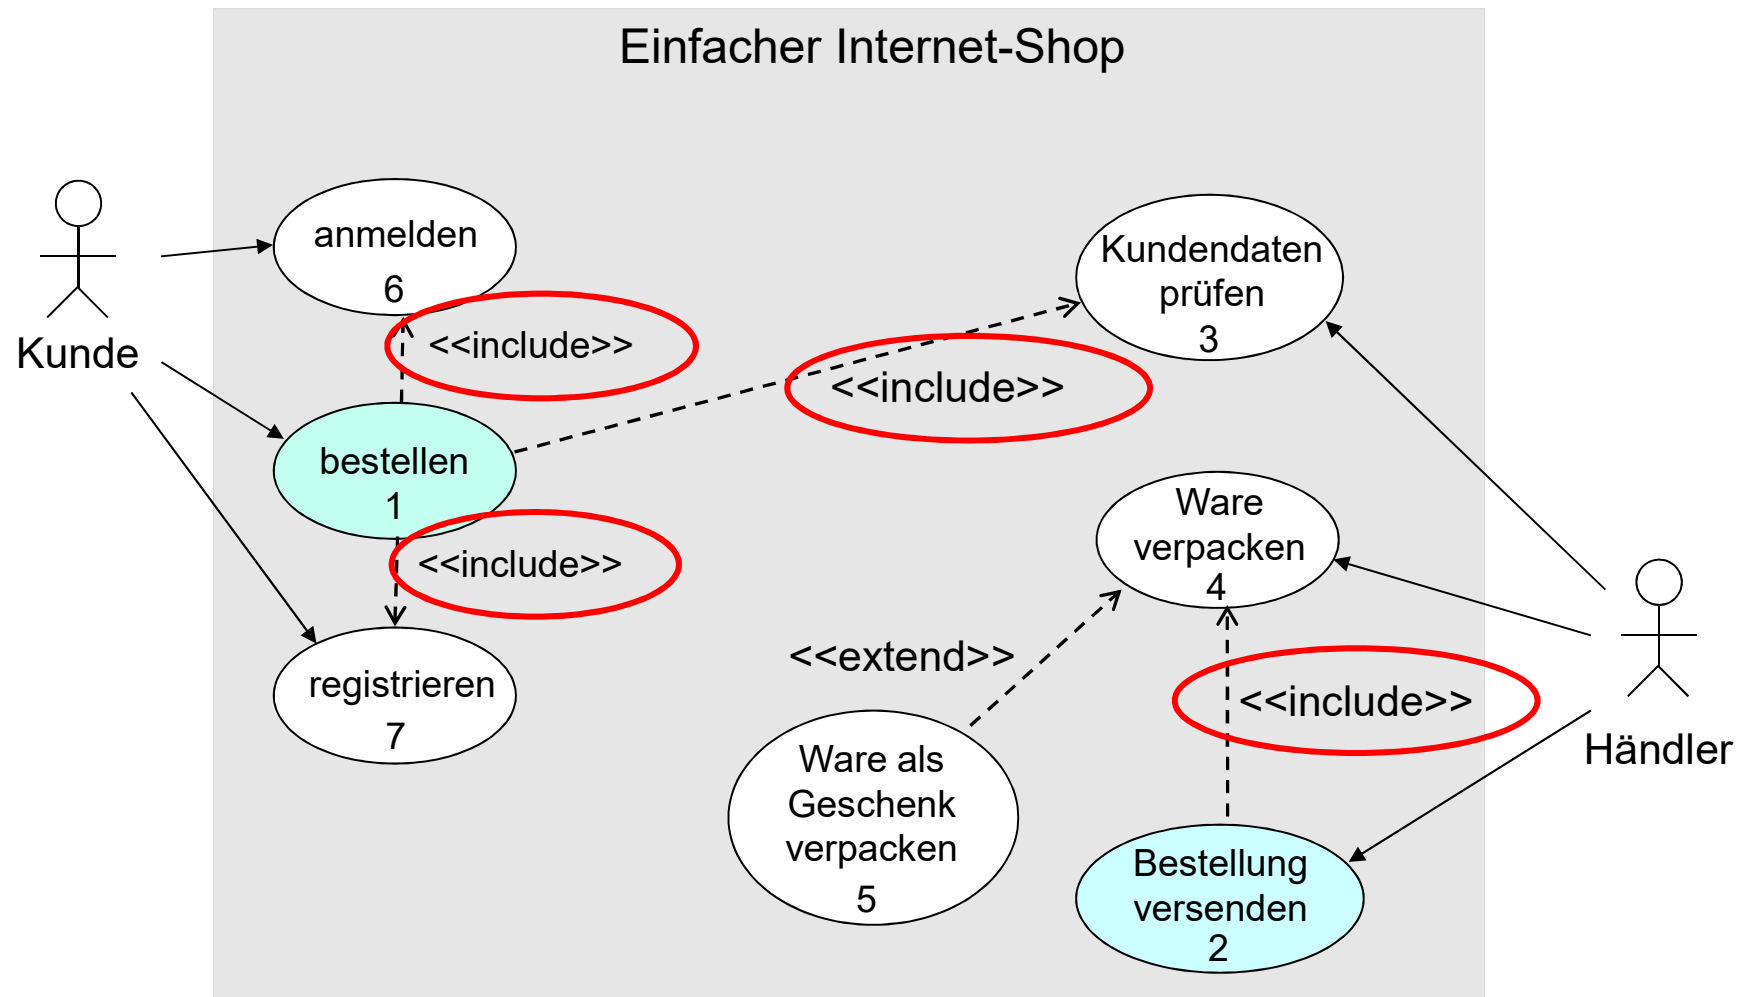 Einfacher Internet-Shop
anmelden
6
<<include>>
Kunde
bestellen
1
<<include>>
registrieren
7
Kundendaten
prüfen
3
<<include>>
Ware
verpacken
4
<<extend>>
<<include>>
Händler
Ware als
Geschenk
verpacken
5
Bestellung
versenden
2